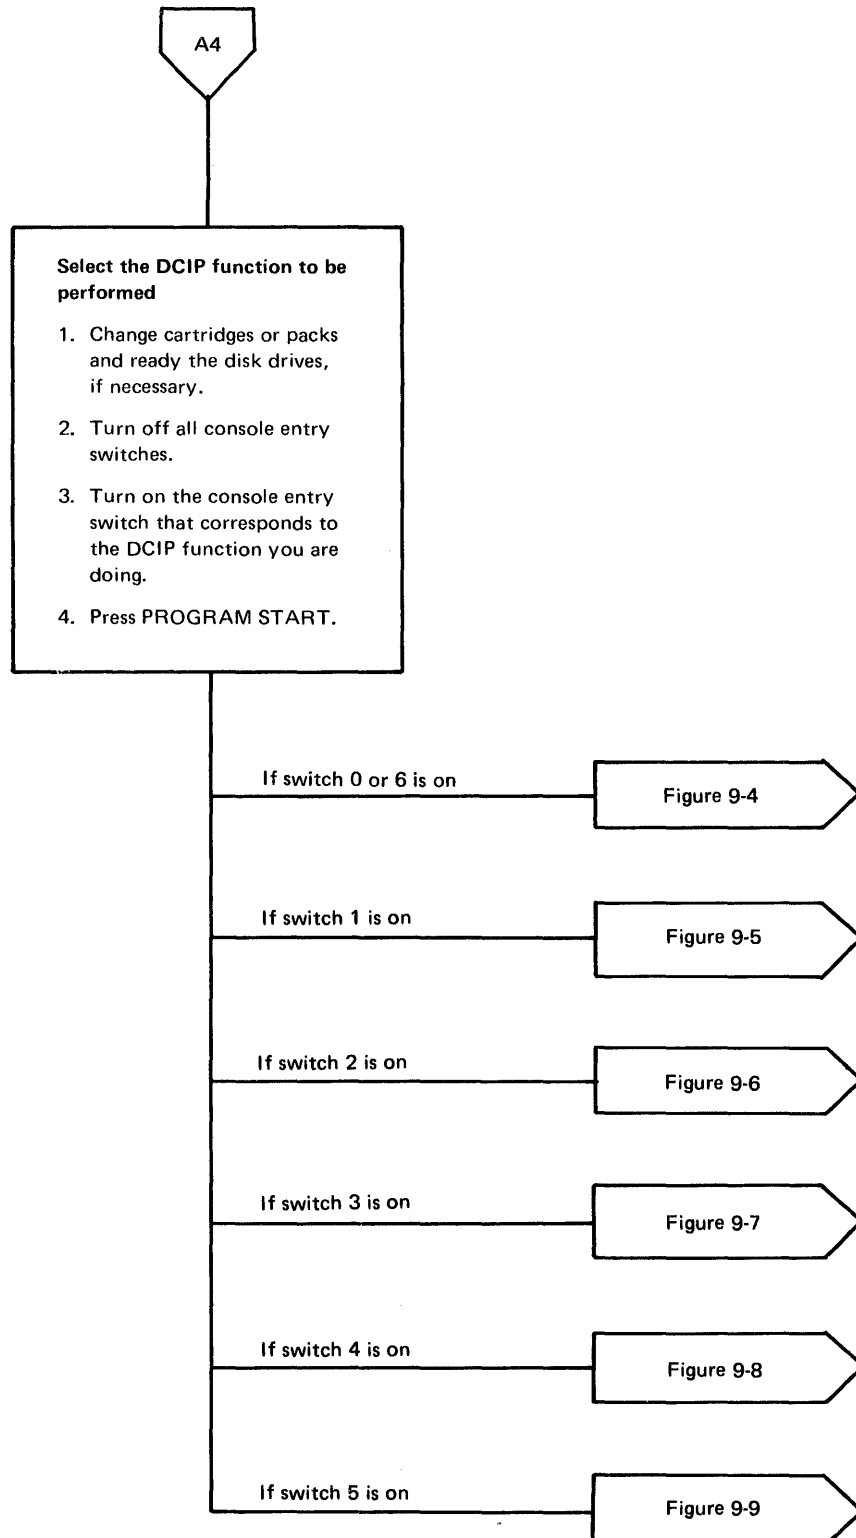 A4
Select the DCIP function to be
performed
1. Change cartridges or packs
and ready the disk drives,
if necessary.
2. Turn off all console entry
switches.
3. Turn on the console entry
switch that corresponds to
the DCIP function you are
doing.
4. Press PROGRAM START.
If switch 0 or 6 is on
Figure 9-4
If switch 1 is on
Figure 9-5
If switch 2 is on
Figure 9-6
If switch 3 is on
Figure 9-7
If switch 4 is on
Figure 9-8
If switch 5 is on
Figure 9-9